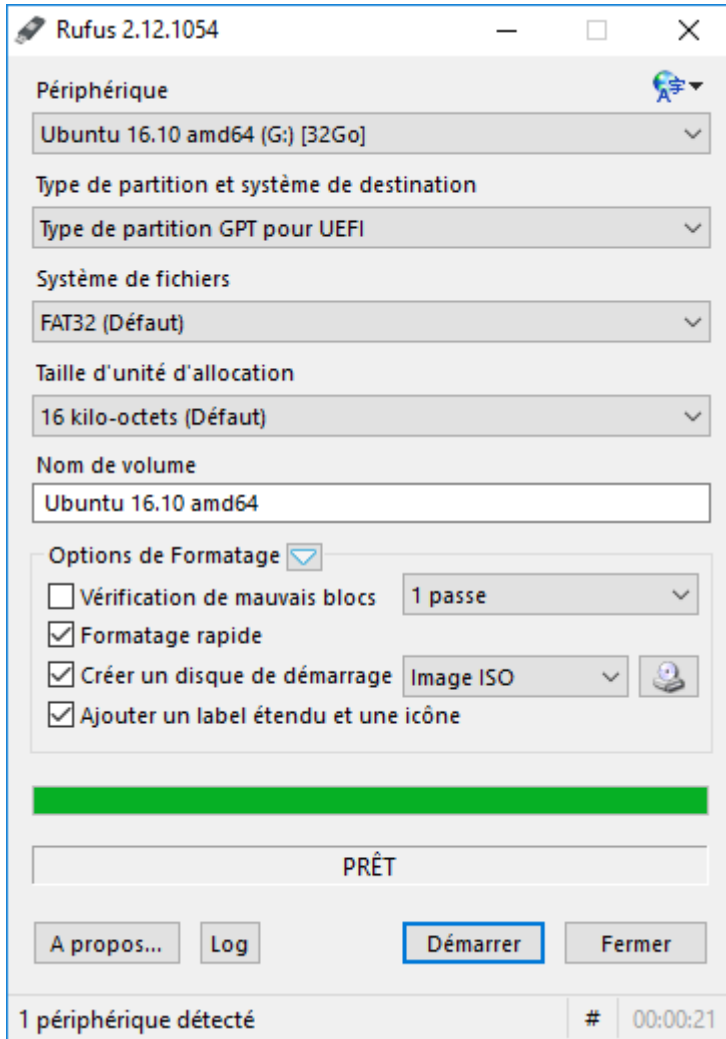 Rufus 2.12.1054
Périphérique
Ubuntu 16.10 amd64 (G:) [32Go]
Type de partition et système de destination
Type de partition GPT pour UEFI
Système de fichiers
FAT32 (Défaut)
Taille d'unité d'allocation
16 kilo-octets (Défaut)
Nom de volume
Ubuntu 16.10 amd64
Options de Formatage
Vérification de mauvais blocs 1 passe
Formatage rapide
Créer un disque de démarrage Image ISO
Ajouter un label étendu et une icône
PRÊT
A propos... Log Démarrer Fermer
1 périphérique détecté # 00:00:21